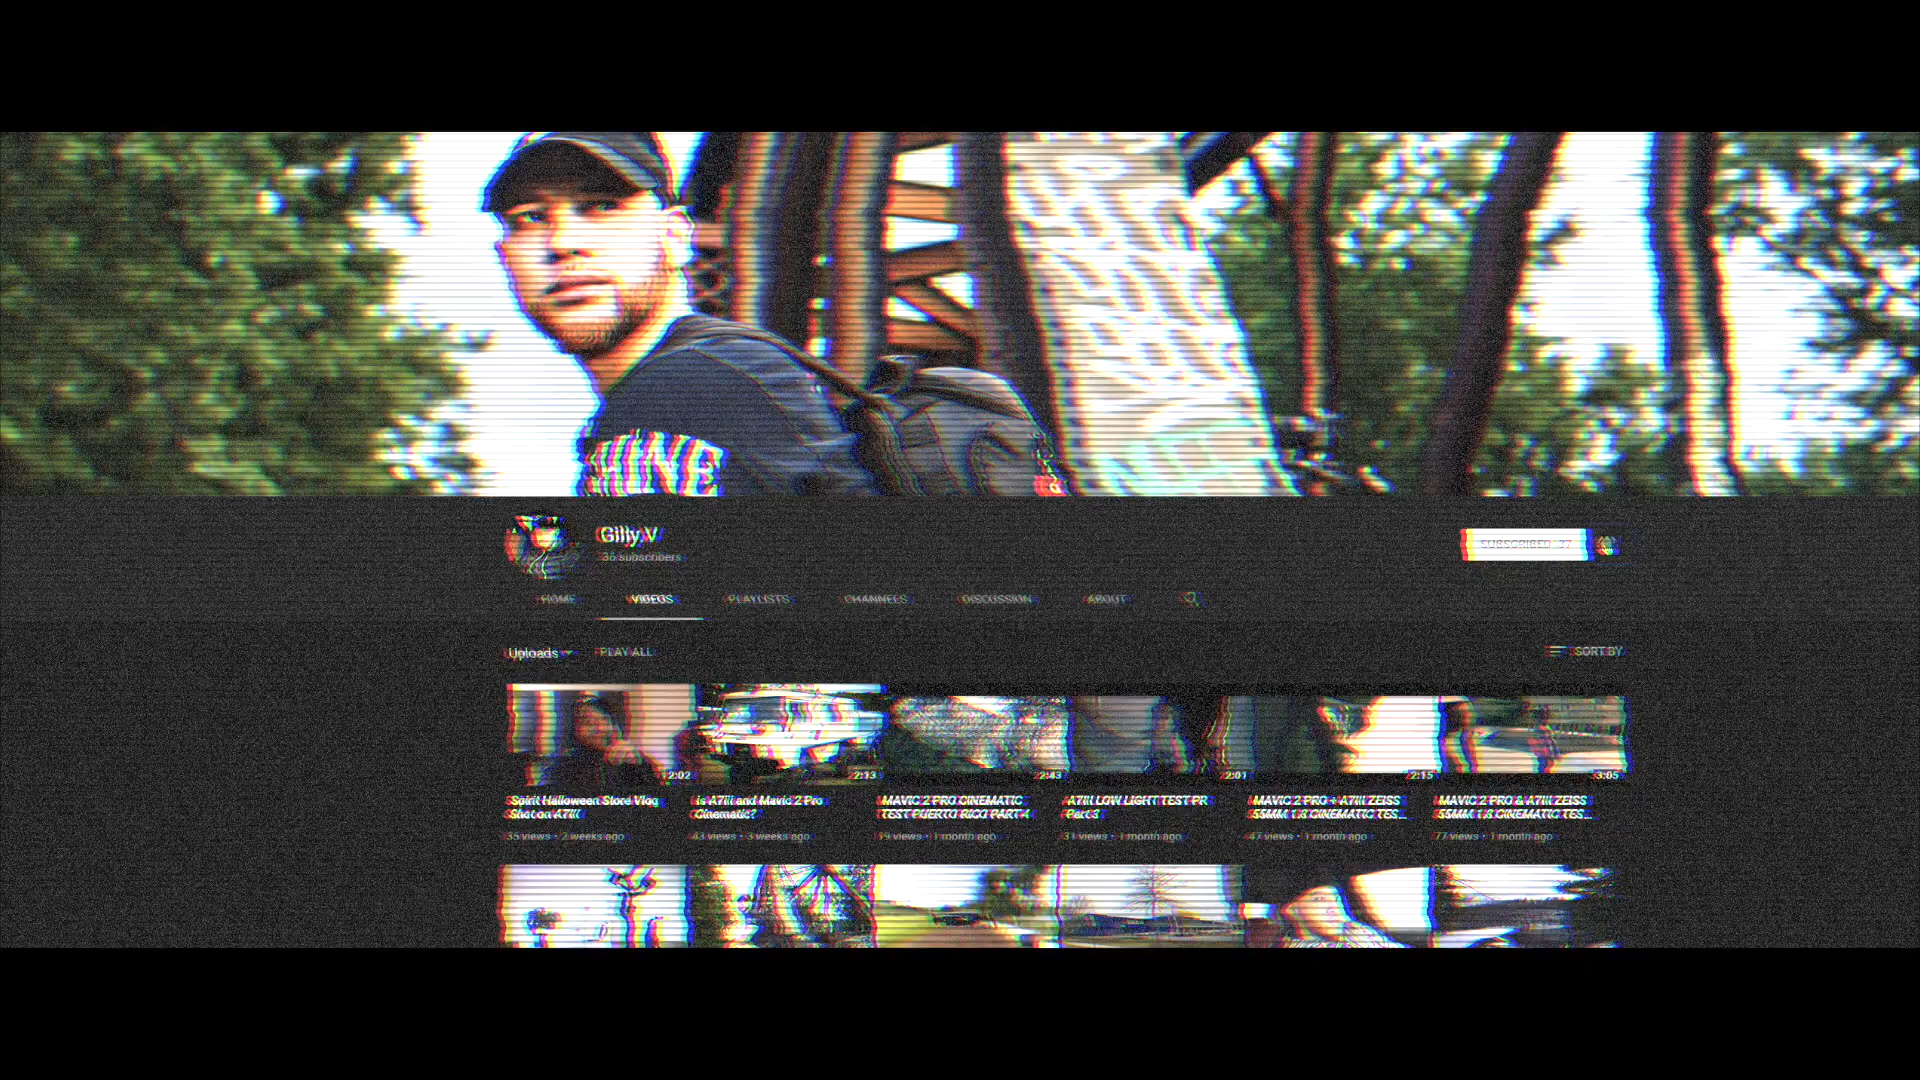 Gilly.V
36 subscribers
SUBSCRIBED 37
HOME VIDEOS PLAYLISTS CHANNELS DISCUSSION ABOUT
Uploads PLAY ALL SORT BY
2:02 2:13 2:43 2:01 2:15 3:05
Spirit Halloween Store Vlog
Shot on A7iii
35 views • 2 weeks ago
is A7iii and Mavic 2 Pro
Cinematic?
43 views • 3 weeks ago
MAVIC 2 PRO CINEMATIC
TEST PUERTO RICO PART 4
19 views • 1 month ago
A7III LOW LIGHT TEST PR
Part 3
31 views • 1 month ago
MAVIC 2 PRO + A7III ZEISS
55MM 1.8 CINEMATIC TES...
47 views • 1 month ago
MAVIC 2 PRO & A7III ZEISS
55MM 1.8 CINEMATIC TES...
77 views • 1 month ago